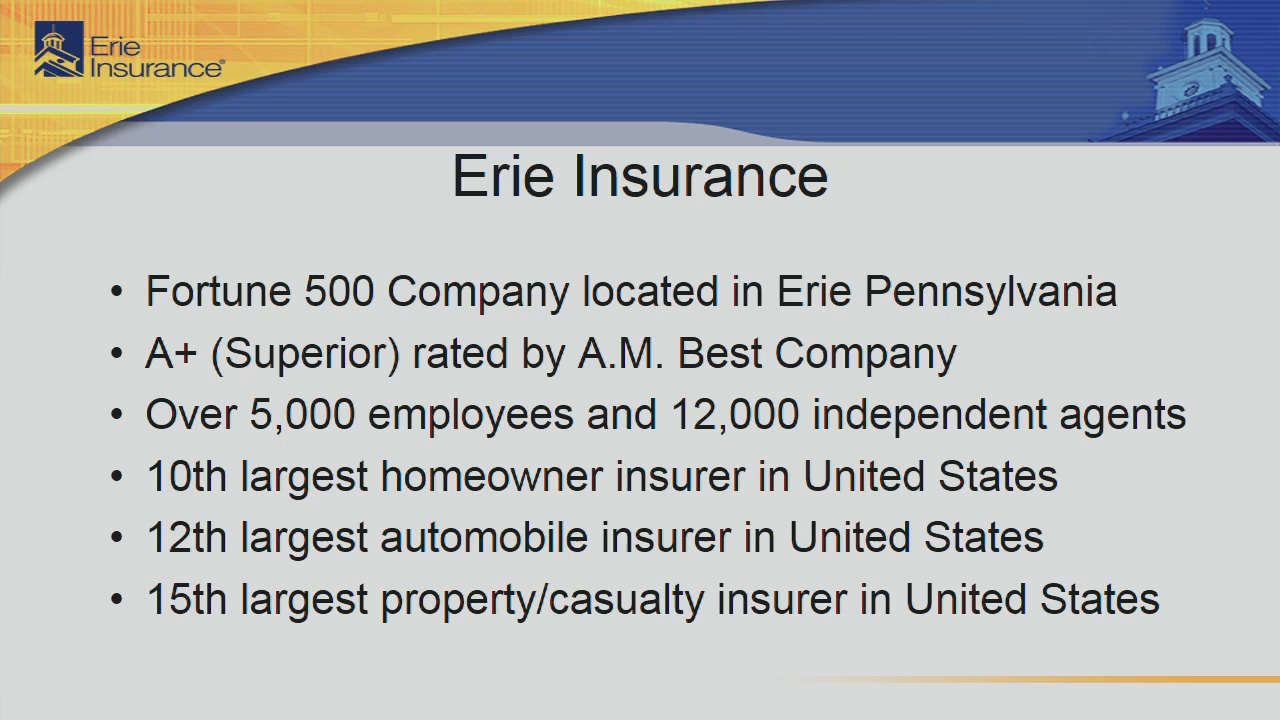 Erie
Insurance®
Erie Insurance
• Fortune 500 Company located in Erie Pennsylvania
• A+ (Superior) rated by A.M. Best Company
• Over 5,000 employees and 12,000 independent agents
• 10th largest homeowner insurer in United States
• 12th largest automobile insurer in United States
• 15th largest property/casualty insurer in United States